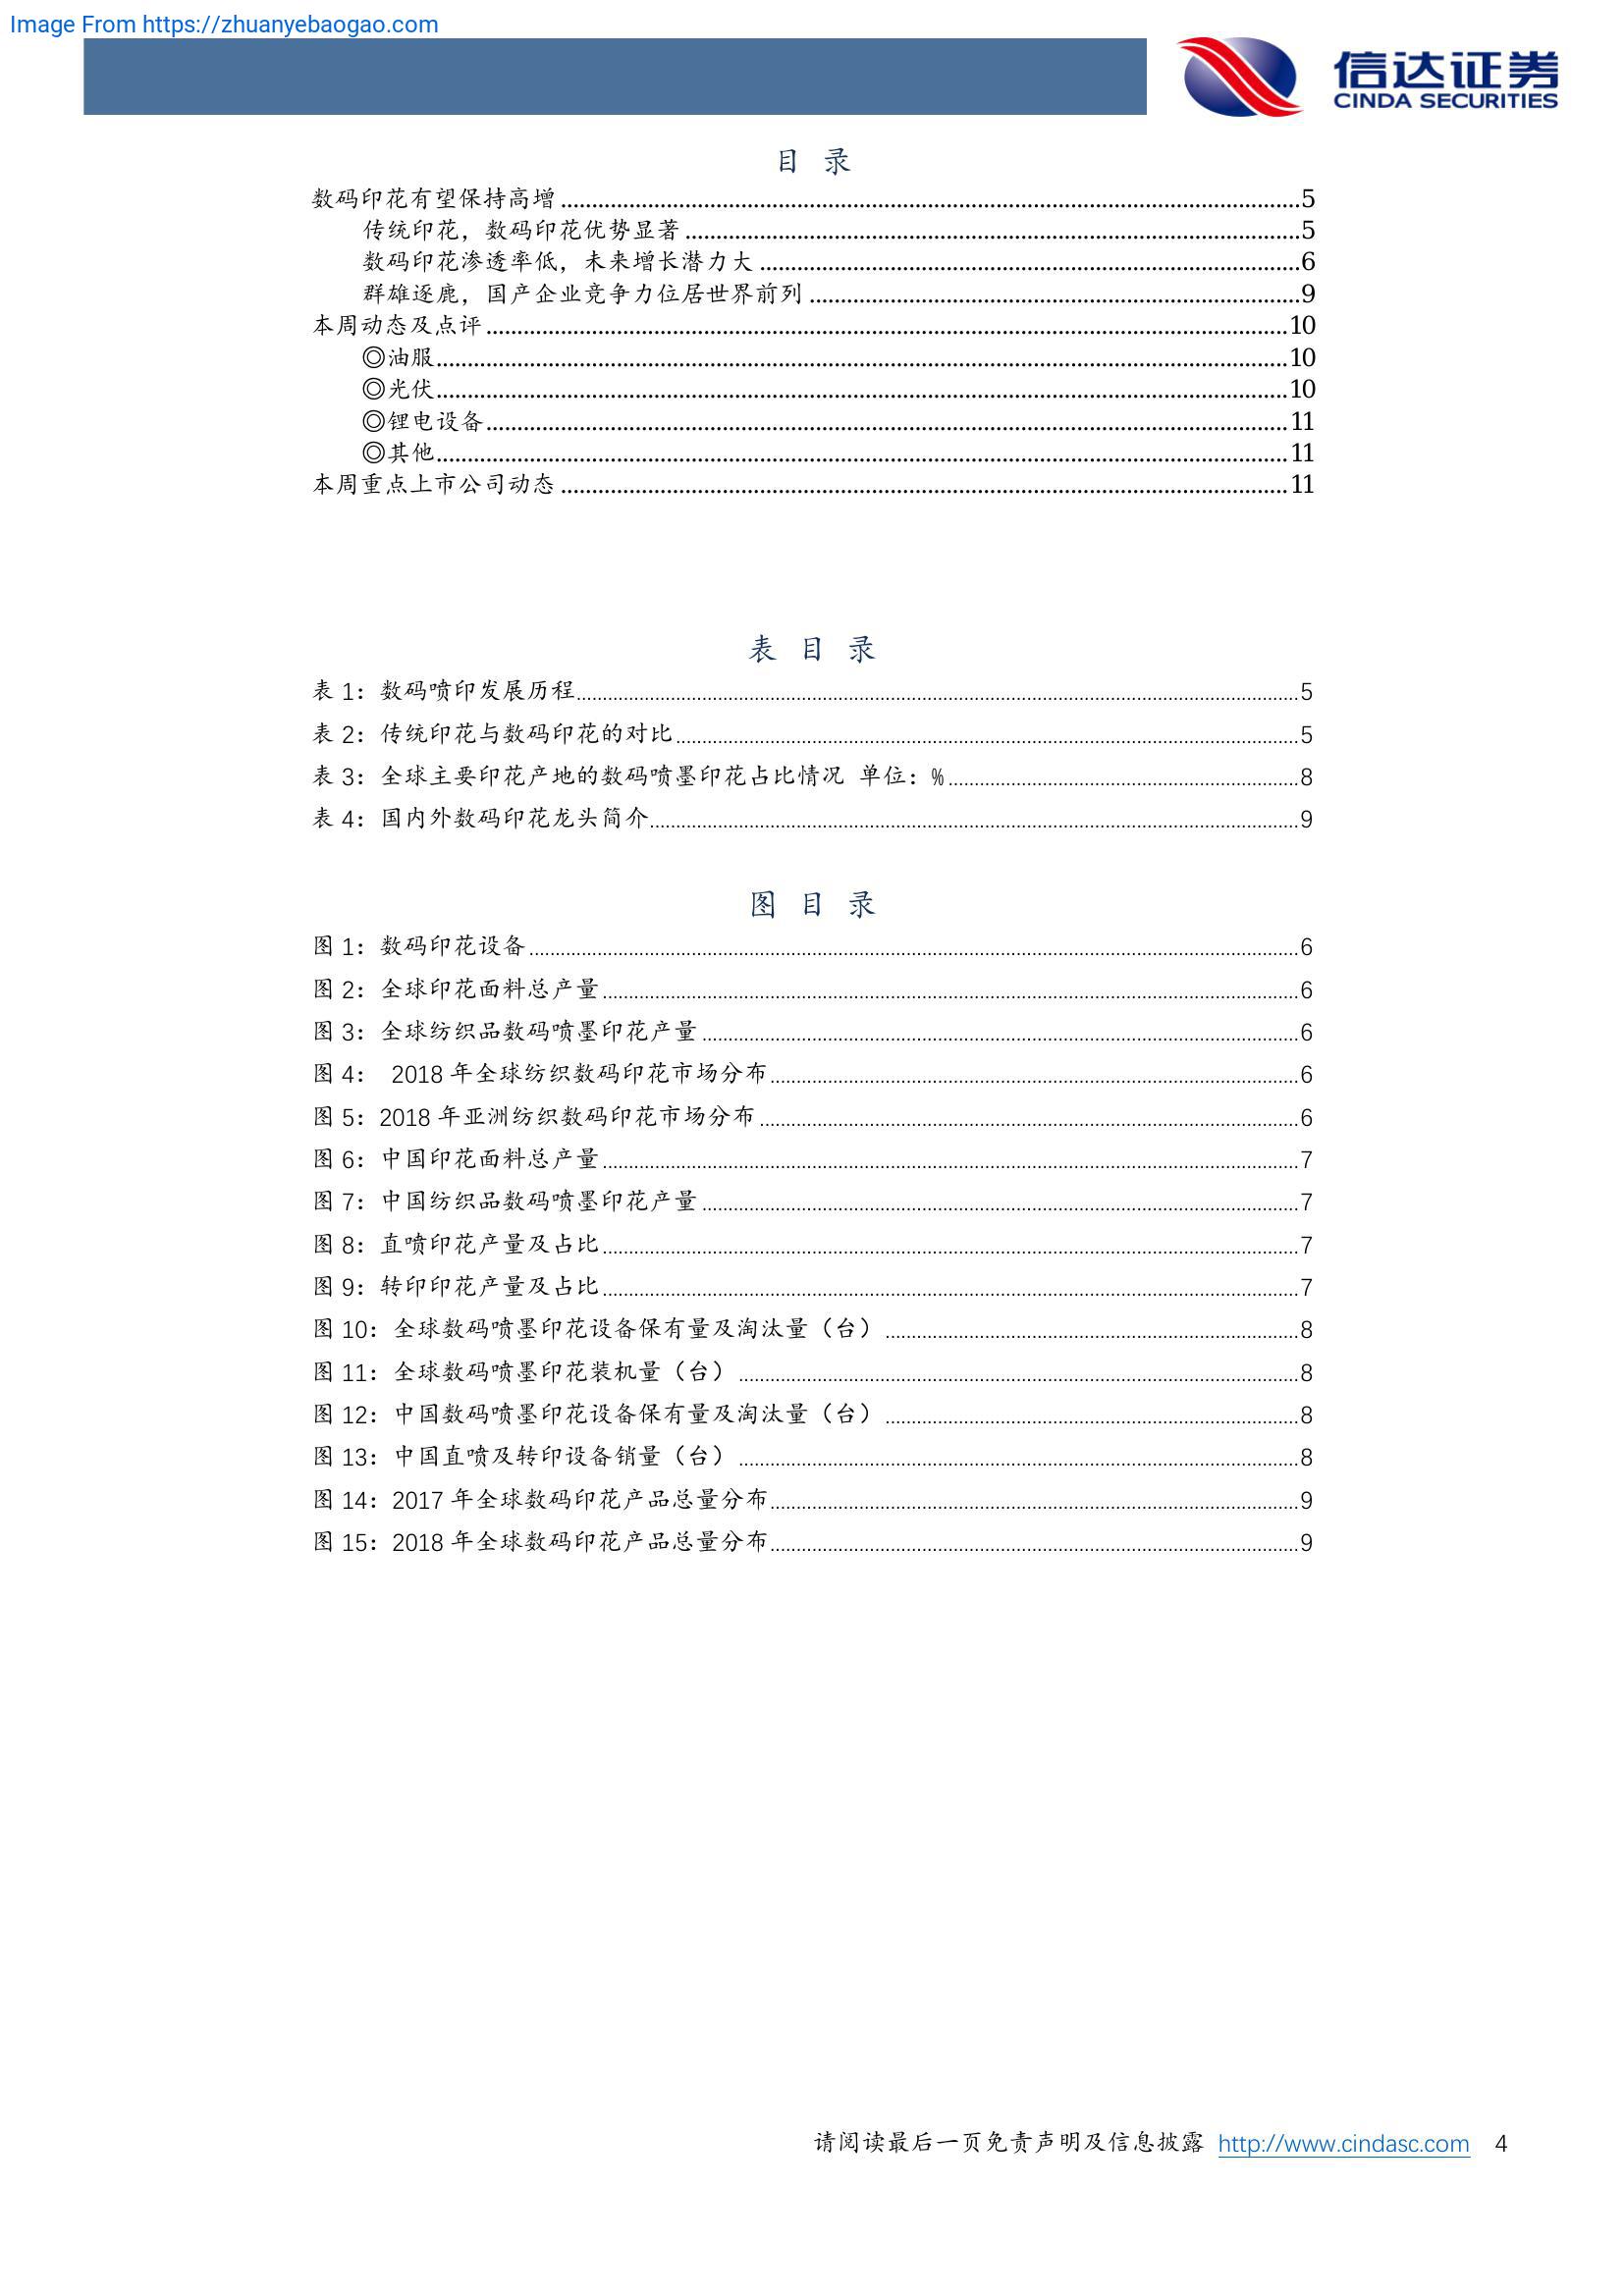 Image From https://zhuanyebaogao.com
信达证券
CINDA SECURITIES
目 录
数码印花有望保持高增 5
传统印花，数码印花优势显著 5
数码印花渗透率低，未来增长潜力大 6
群雄逐鹿，国产企业竞争力位居世界前列 9
本周动态及点评 10
◎油服 10
◎光伏 10
◎锂电设备 11
◎其他 11
本周重点上市公司动态 11
表 目 录
表 1：数码喷印发展历程 5
表 2：传统印花与数码印花的对比 5
表 3：全球主要印花产地的数码喷墨印花占比情况 单位：% 8
表 4：国内外数码印花龙头简介 9
图 目 录
图 1：数码印花设备 6
图 2：全球印花面料总产量 6
图 3：全球纺织品数码喷墨印花产量 6
图 4： 2018 年全球纺织数码印花市场分布 6
图 5：2018 年亚洲纺织数码印花市场分布 6
图 6：中国印花面料总产量 7
图 7：中国纺织品数码喷墨印花产量 7
图 8：直喷印花产量及占比 7
图 9：转印印花产量及占比 7
图 10：全球数码喷墨印花设备保有量及淘汰量（台） 8
图 11：全球数码喷墨印花装机量（台） 8
图 12：中国数码喷墨印花设备保有量及淘汰量（台） 8
图 13：中国直喷及转印设备销量（台） 8
图 14：2017 年全球数码印花产品总量分布 9
图 15：2018 年全球数码印花产品总量分布 9
请阅读最后一页免责声明及信息披露 http://www.cindasc.com 4